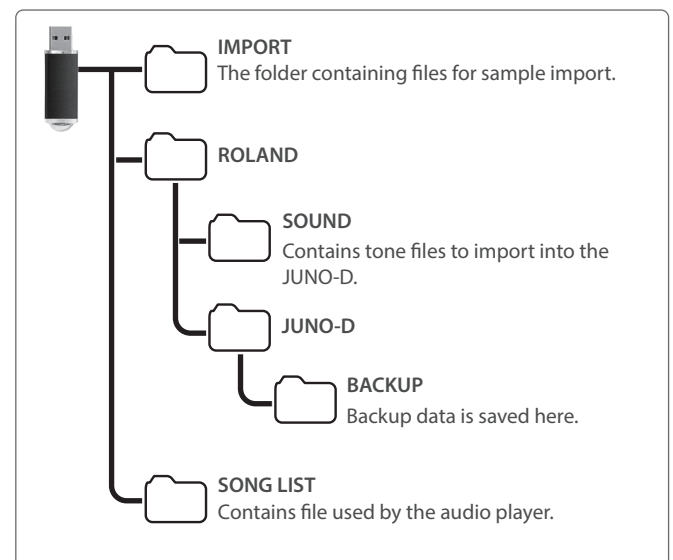 IMPORT
The folder containing files for sample import.
ROLAND
SOUND
Contains tone files to import into the
JUNO-D.
JUNO-D
BACKUP
Backup data is saved here.
SONG LIST
Contains file used by the audio player.